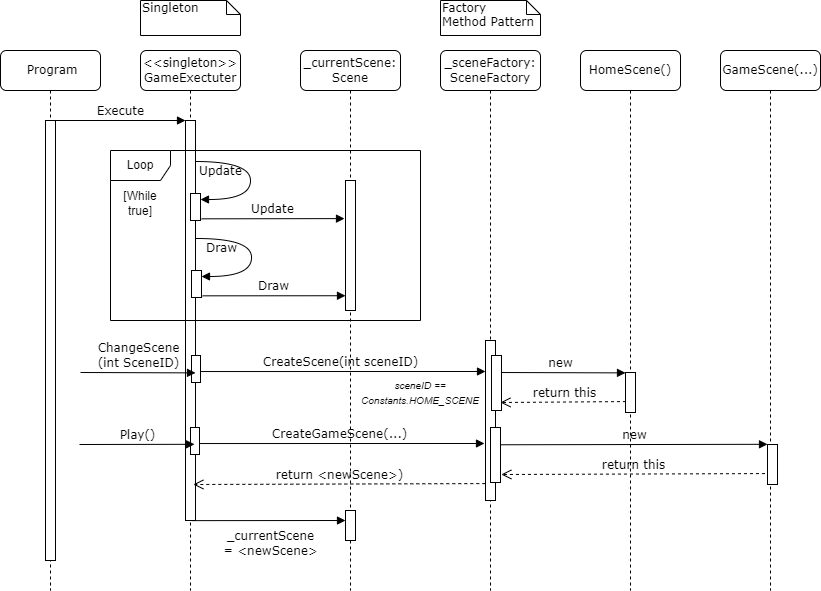 Singleton
Factory
Method Pattern
Program
<<singleton>>
GameExectuter
_currentScene:
Scene
_sceneFactory:
SceneFactory
HomeScene()
GameScene(...)
Execute
Loop
Update
[While
true]
Update
Draw
Draw
ChangeScene
(int SceneID)
CreateScene(int sceneID)
new
sceneID ==
Constants.HOME_SCENE
return this
Play()
CreateGameScene(...)
new
return this
return <newScene>)
_currentScene
= <newScene>